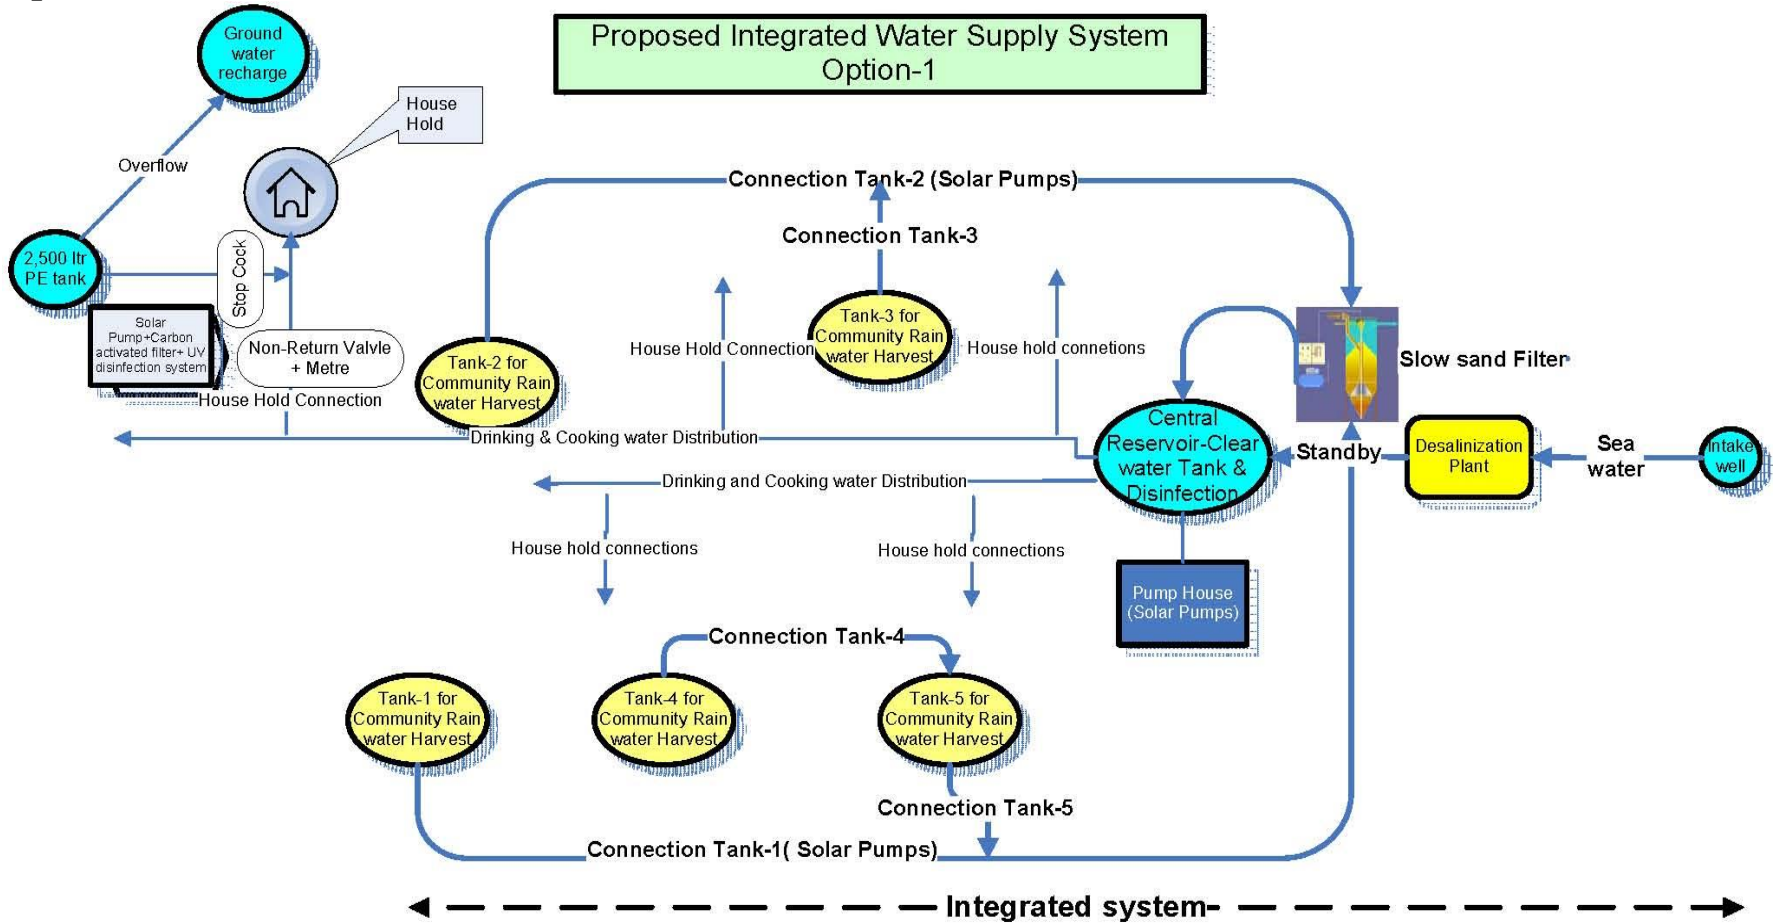 Proposed Integrated Water Supply System
Option-1
Ground
water
recharge
House
Hold
Overflow
2,500 ltr
PE tank
Stop Cock
Solar
Pump+Carbon
activated filter+ UV
disinfection system
Non-Return Valvle
+ Metre
House Hold Connection
Connection Tank-2 (Solar Pumps)
Connection Tank-3
Tank-3 for
Community Rain
water Harvest
House Hold Connection
House hold connetions
Tank-2 for
Community Rain
water Harvest
Slow sand Filter
Central
Reservoir-Clear
water Tank &
Disinfection
Standby
Desalinization
Plant
Sea
water
Intake
well
Drinking & Cooking water Distribution
Drinking and Cooking water Distribution
House hold connections
House hold connections
Pump House
(Solar Pumps)
Connection Tank-4
Tank-1 for
Community Rain
water Harvest
Tank-4 for
Community Rain
water Harvest
Tank-5 for
Community Rain
water Harvest
Connection Tank-5
Connection Tank-1( Solar Pumps)
Integrated system